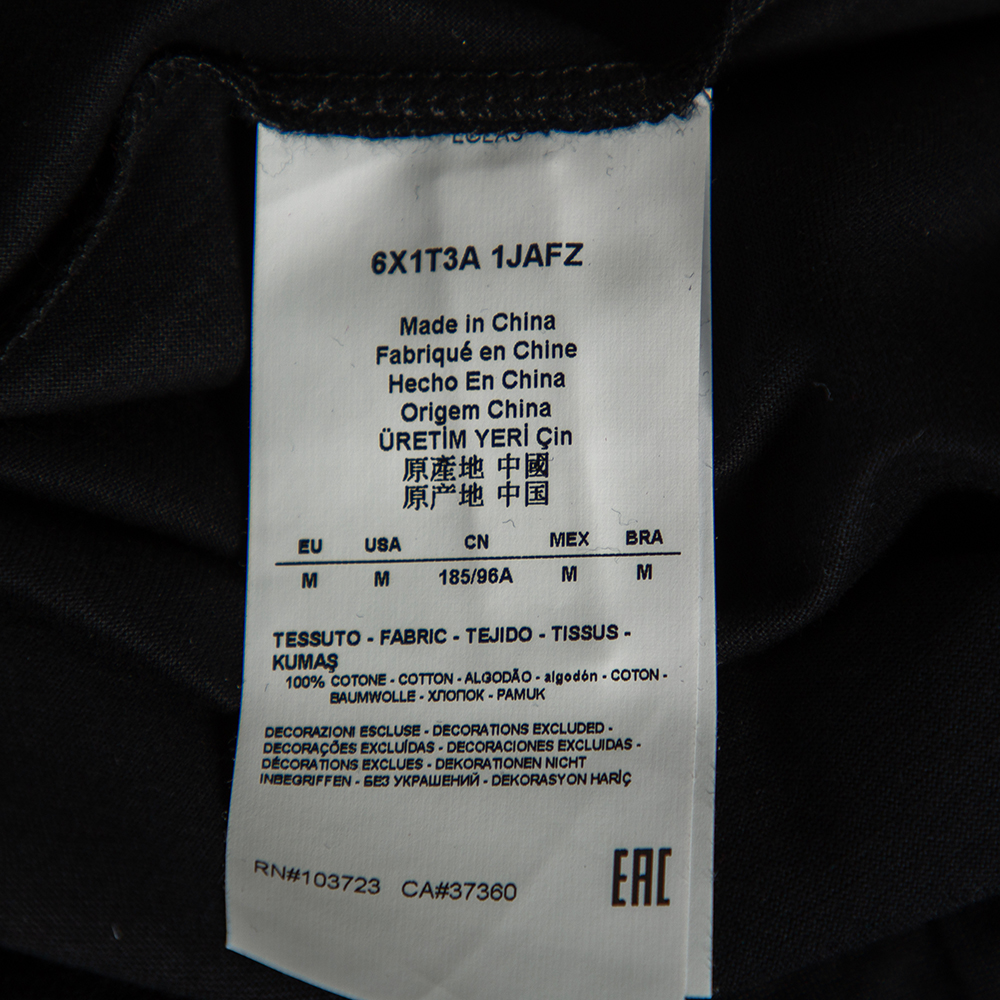 6X1T3A 1JAFZ
Made in China
Fabriqué en Chine
Hecho En China
Origem China
ÜRETİM YERİ Çin
原產地 中國
原产地 中国
EU USA CN MEX BRA
M M 185/96A M M
TESSUTO - FABRIC - TEJIDO - TISSUS -
KUMAŞ
100% COTONE - COTTON - ALGODÃO - algodón - COTON -
BAUMWOLLE - ХЛОПОК - PAMUK
DECORAZIONI ESCLUSE - DECORATIONS EXCLUDED -
DECORAÇÕES EXCLUÍDAS - DECORACIONES EXCLUIDAS -
DÉCORATIONS EXCLUES - DEKORATIONEN NICHT
INBEGRIFFEN - БЕЗ УКРАШЕНИЙ - DEKORASYON HARİÇ
RN#103723 CA#37360
EAC